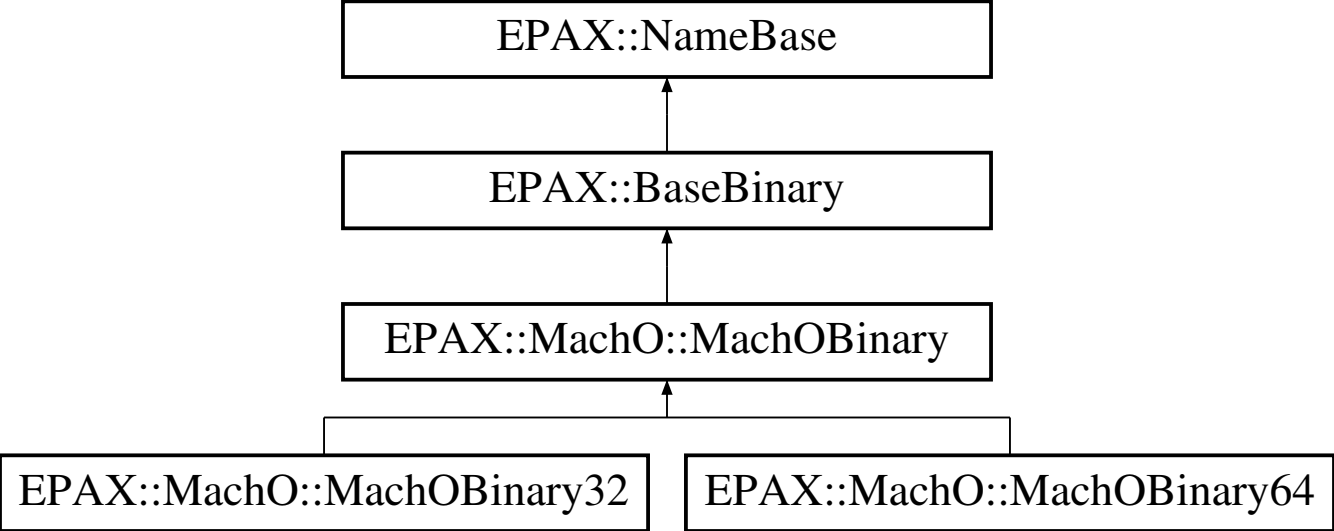 EPAX::NameBase
EPAX::BaseBinary
EPAX::MachO::MachOBinary
EPAX::MachO::MachOBinary32
EPAX::MachO::MachOBinary64